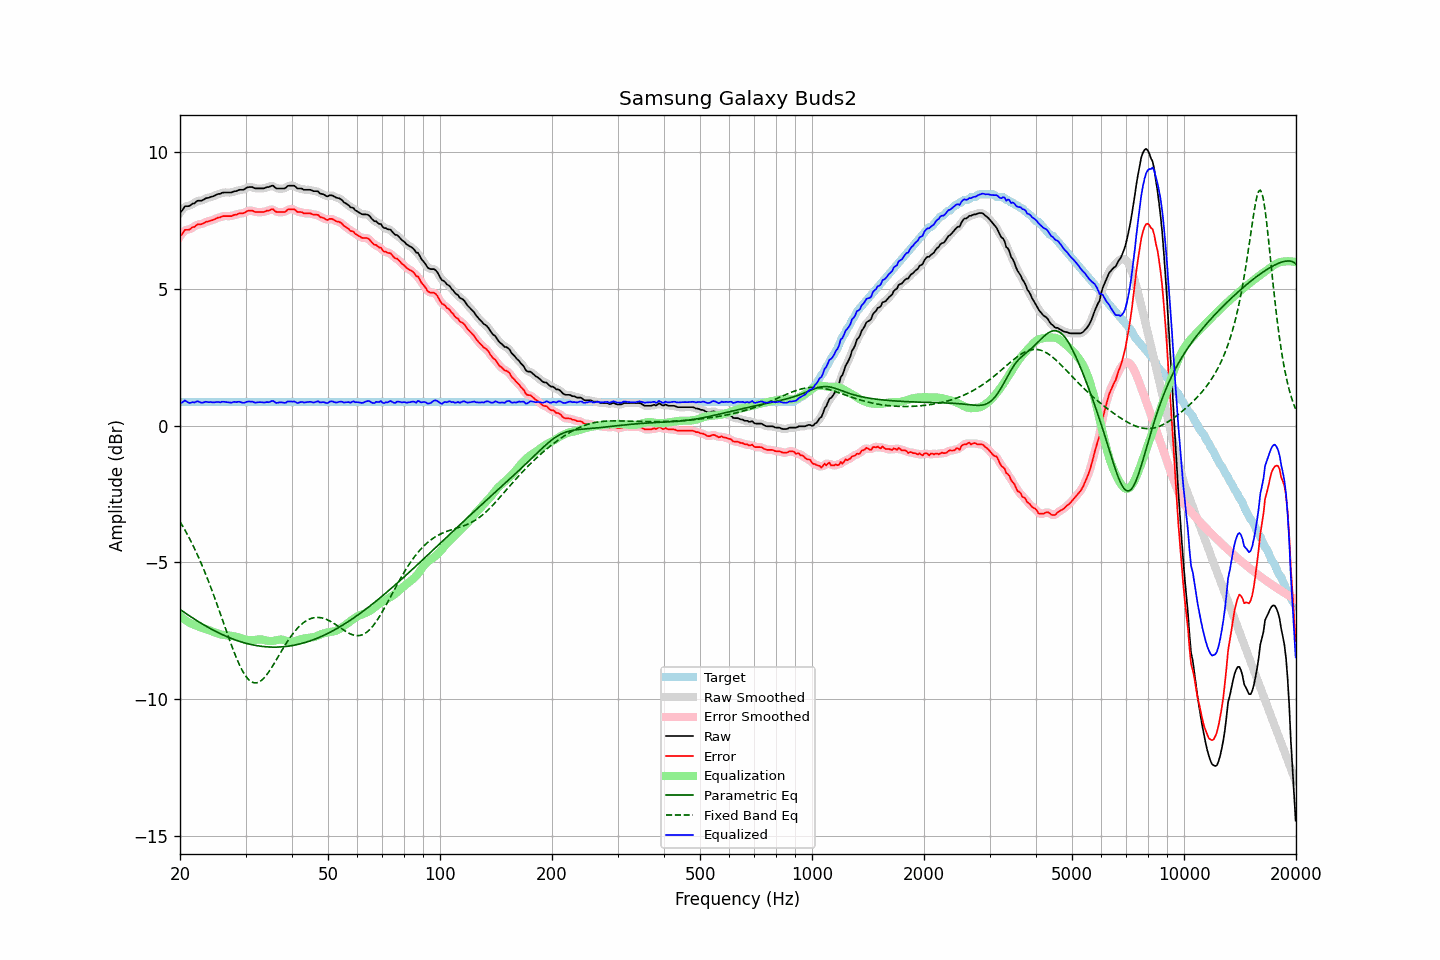 Samsung Galaxy Buds2
Amplitude (dBr)
10
5
0
−5
−10
−15
Target
Raw Smoothed
Error Smoothed
Raw
Error
Equalization
Parametric Eq
Fixed Band Eq
Equalized
20 50 100 200 500 1000 2000 5000 10000 20000
Frequency (Hz)